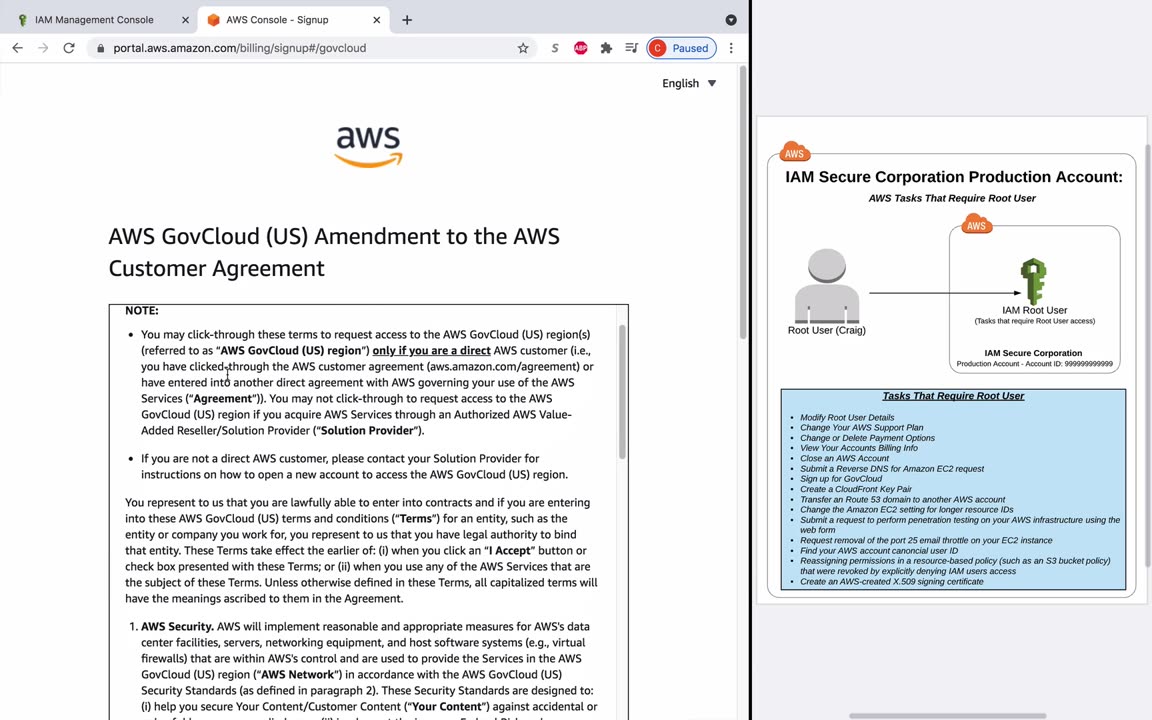 IAM Management Console
AWS Console - Signup
portal.aws.amazon.com/billing/signup#/govcloud
S
ABP
C Paused
English
aws
AWS GovCloud (US) Amendment to the AWS
Customer Agreement
NOTE:
• You may click-through these terms to request access to the AWS GovCloud (US) region(s)
(referred to as “AWS GovCloud (US) region”) only if you are a direct AWS customer (i.e.,
you have clicked-through the AWS customer agreement (aws.amazon.com/agreement) or
have entered into another direct agreement with AWS governing your use of the AWS
Services (“Agreement”)). You may not click-through to request access to the AWS
GovCloud (US) region if you acquire AWS Services through an Authorized AWS Value-
Added Reseller/Solution Provider (“Solution Provider”).
• If you are not a direct AWS customer, please contact your Solution Provider for
instructions on how to open a new account to access the AWS GovCloud (US) region.
You represent to us that you are lawfully able to enter into contracts and if you are entering
into these AWS GovCloud (US) terms and conditions (“Terms”) for an entity, such as the
entity or company you work for, you represent to us that you have legal authority to bind
that entity. These Terms take effect the earlier of: (i) when you click an “I Accept” button or
check box presented with these Terms; or (ii) when you use any of the AWS Services that are
the subject of these Terms. Unless otherwise defined in these Terms, all capitalized terms will
have the meanings ascribed to them in the Agreement.
1. AWS Security. AWS will implement reasonable and appropriate measures for AWS's data
center facilities, servers, networking equipment, and host software systems (e.g., virtual
firewalls) that are within AWS's control and are used to provide the Services in the AWS
GovCloud (US) region (“AWS Network”) in accordance with the AWS GovCloud (US)
Security Standards (as defined in paragraph 2). These Security Standards are designed to:
(i) help you secure Your Content/Customer Content (“Your Content”) against accidental or
AWS
IAM Secure Corporation Production Account:
AWS Tasks That Require Root User
AWS
Root User (Craig)
IAM Root User
(Tasks that require Root User access)
IAM Secure Corporation
Production Account - Account ID: 999999999999
Tasks That Require Root User
• Modify Root User Details
• Change Your AWS Support Plan
• Change or Delete Payment Options
• View Your Accounts Billing Info
• Close an AWS Account
• Submit a Reverse DNS for Amazon EC2 request
• Sign up for GovCloud
• Create a CloudFront Key Pair
• Transfer an Route 53 domain to another AWS account
• Change the Amazon EC2 setting for longer resource IDs
• Submit a request to perform penetration testing on your AWS infrastructure using the
web form
• Request removal of the port 25 email throttle on your EC2 instance
• Find your AWS account canoncial user ID
• Reassigning permissions in a resource-based policy (such as an S3 bucket policy)
that were revoked by explicitly denying IAM users access
• Create an AWS-created X.509 signing certificate